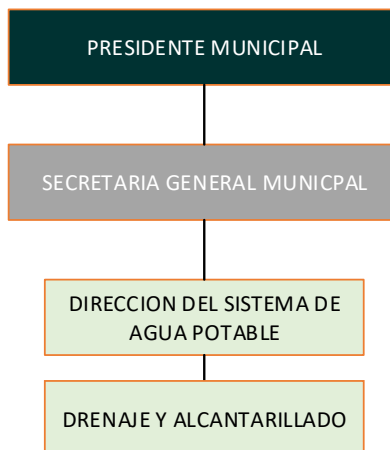 PRESIDENTE MUNICIPAL
SECRETARIA GENERAL MUNICPAL
DIRECCION DEL SISTEMA DE
AGUA POTABLE
DRENAJE Y ALCANTARILLADO